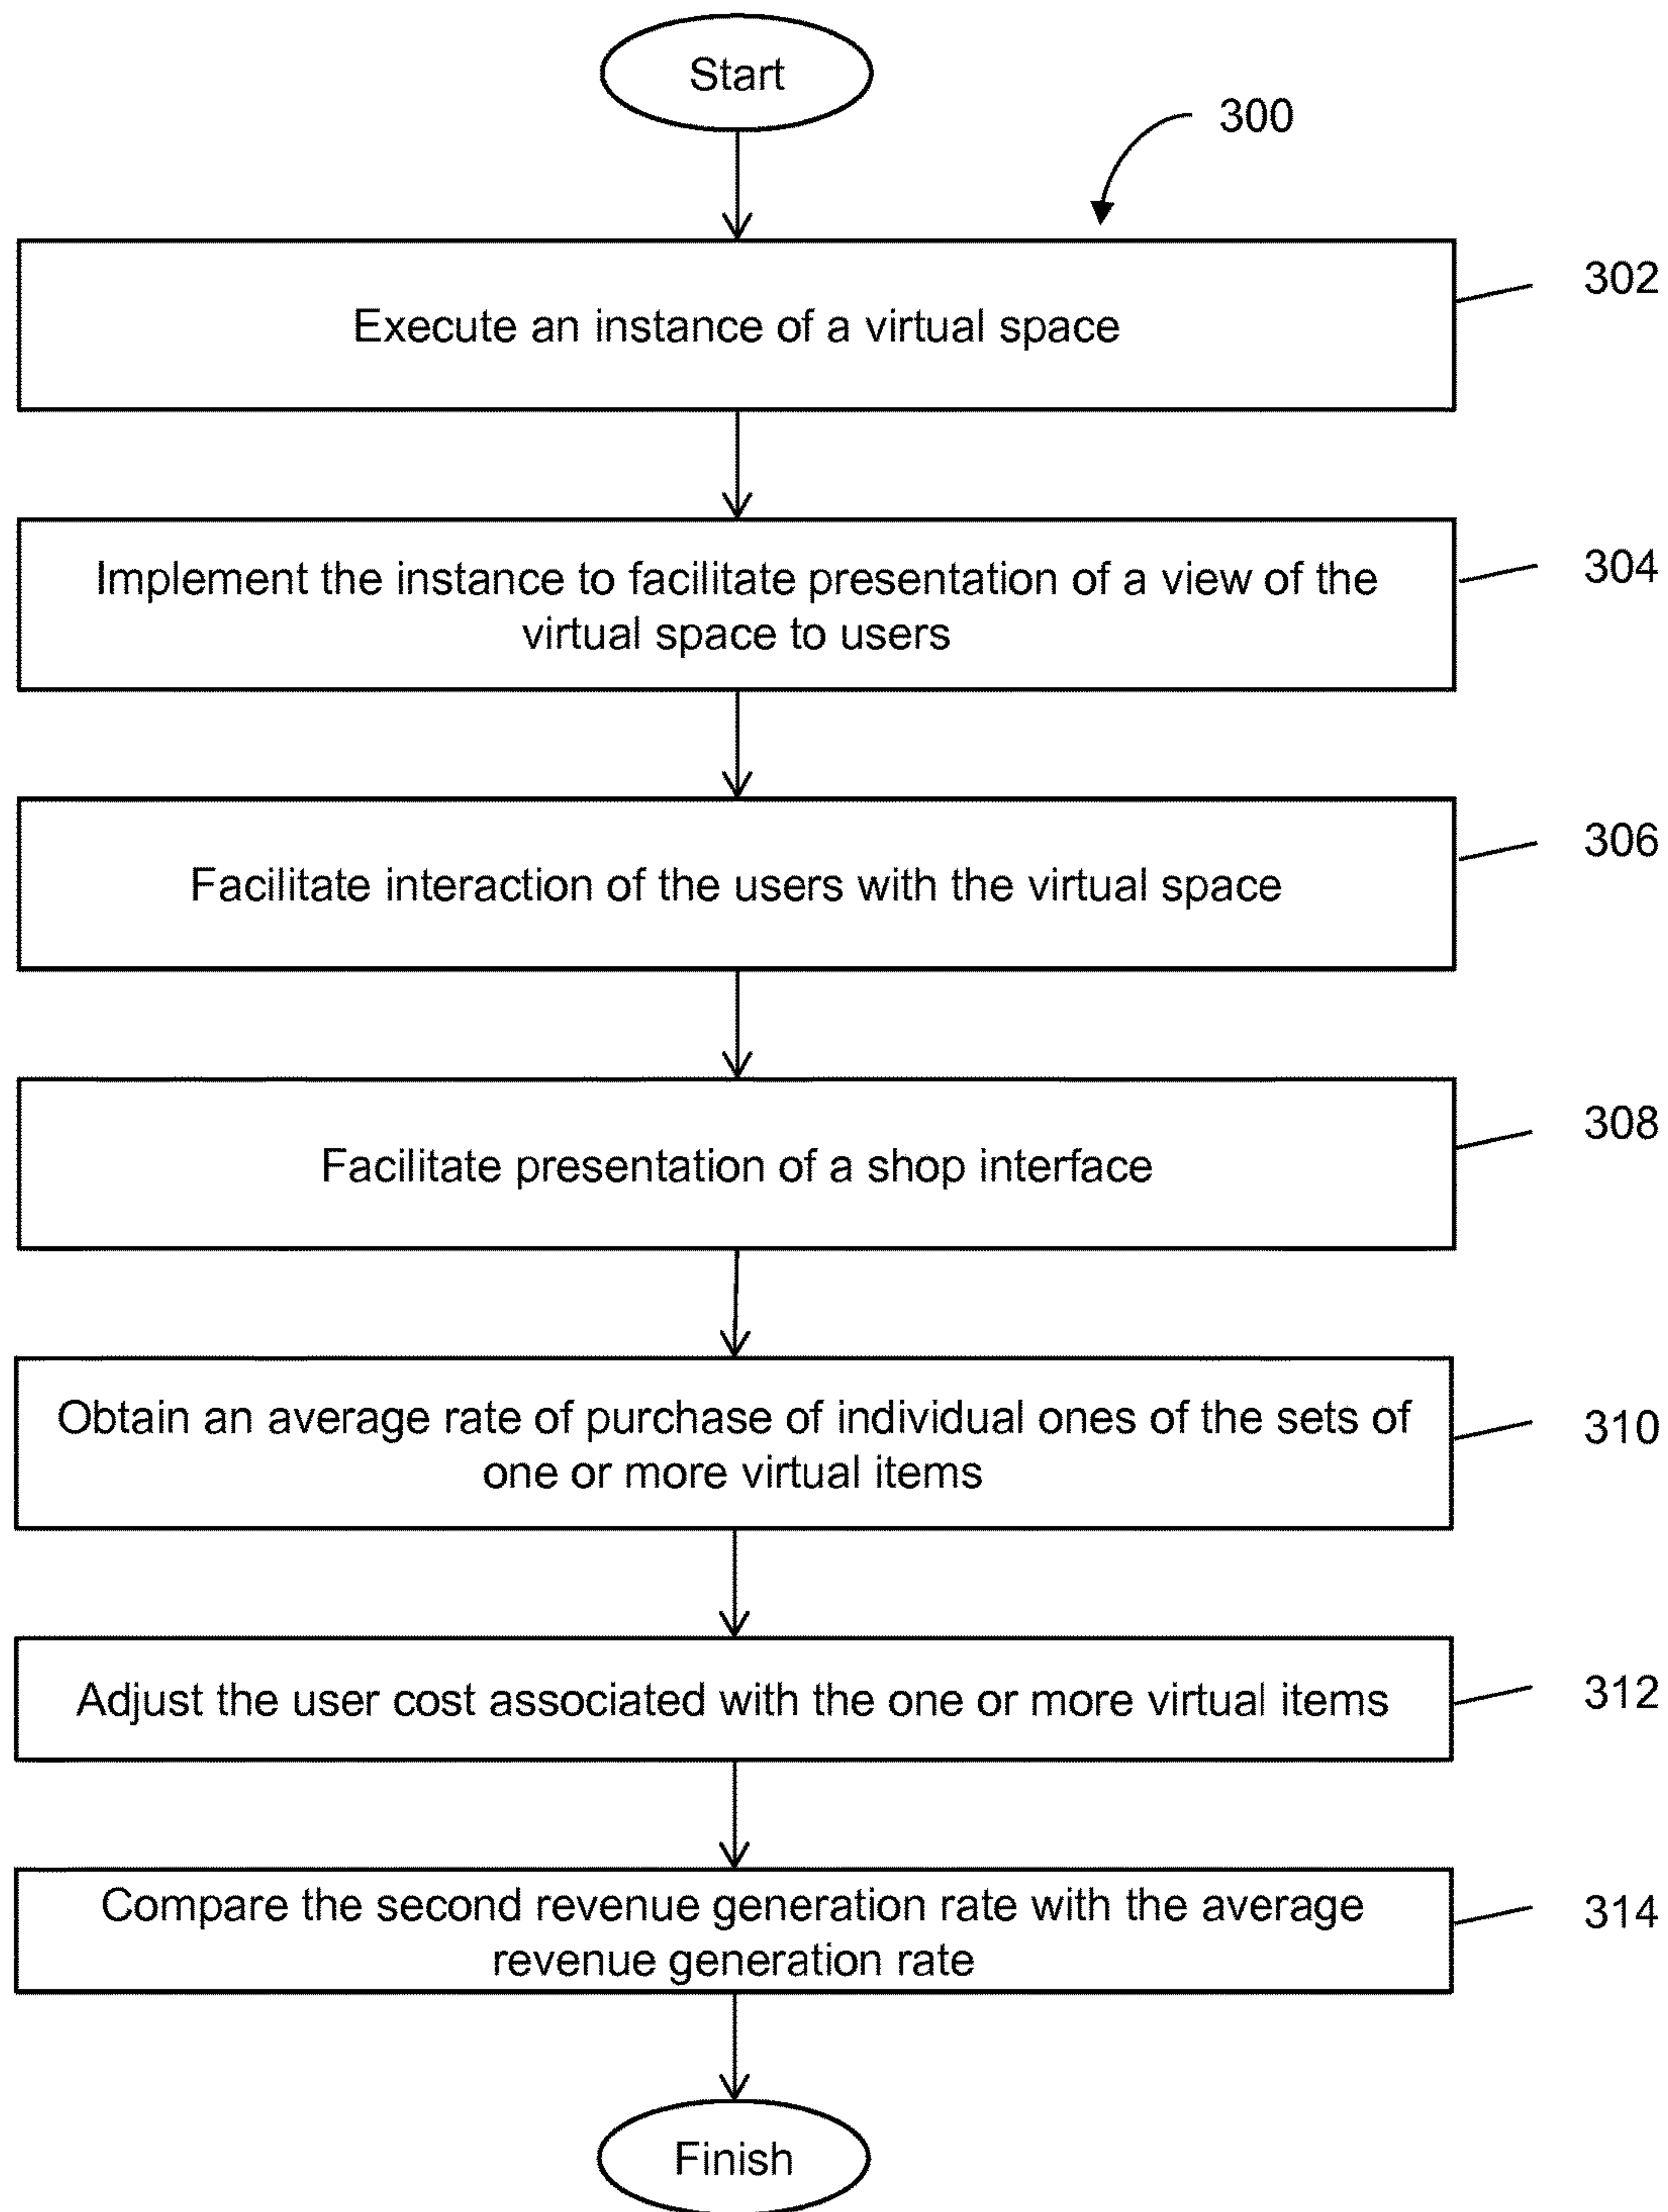 Start
300
Execute an instance of a virtual space
302
Implement the instance to facilitate presentation of a view of the
virtual space to users
304
Facilitate interaction of the users with the virtual space
306
Facilitate presentation of a shop interface
308
Obtain an average rate of purchase of individual ones of the sets of
one or more virtual items
310
Adjust the user cost associated with the one or more virtual items
312
Compare the second revenue generation rate with the average
revenue generation rate
314
Finish